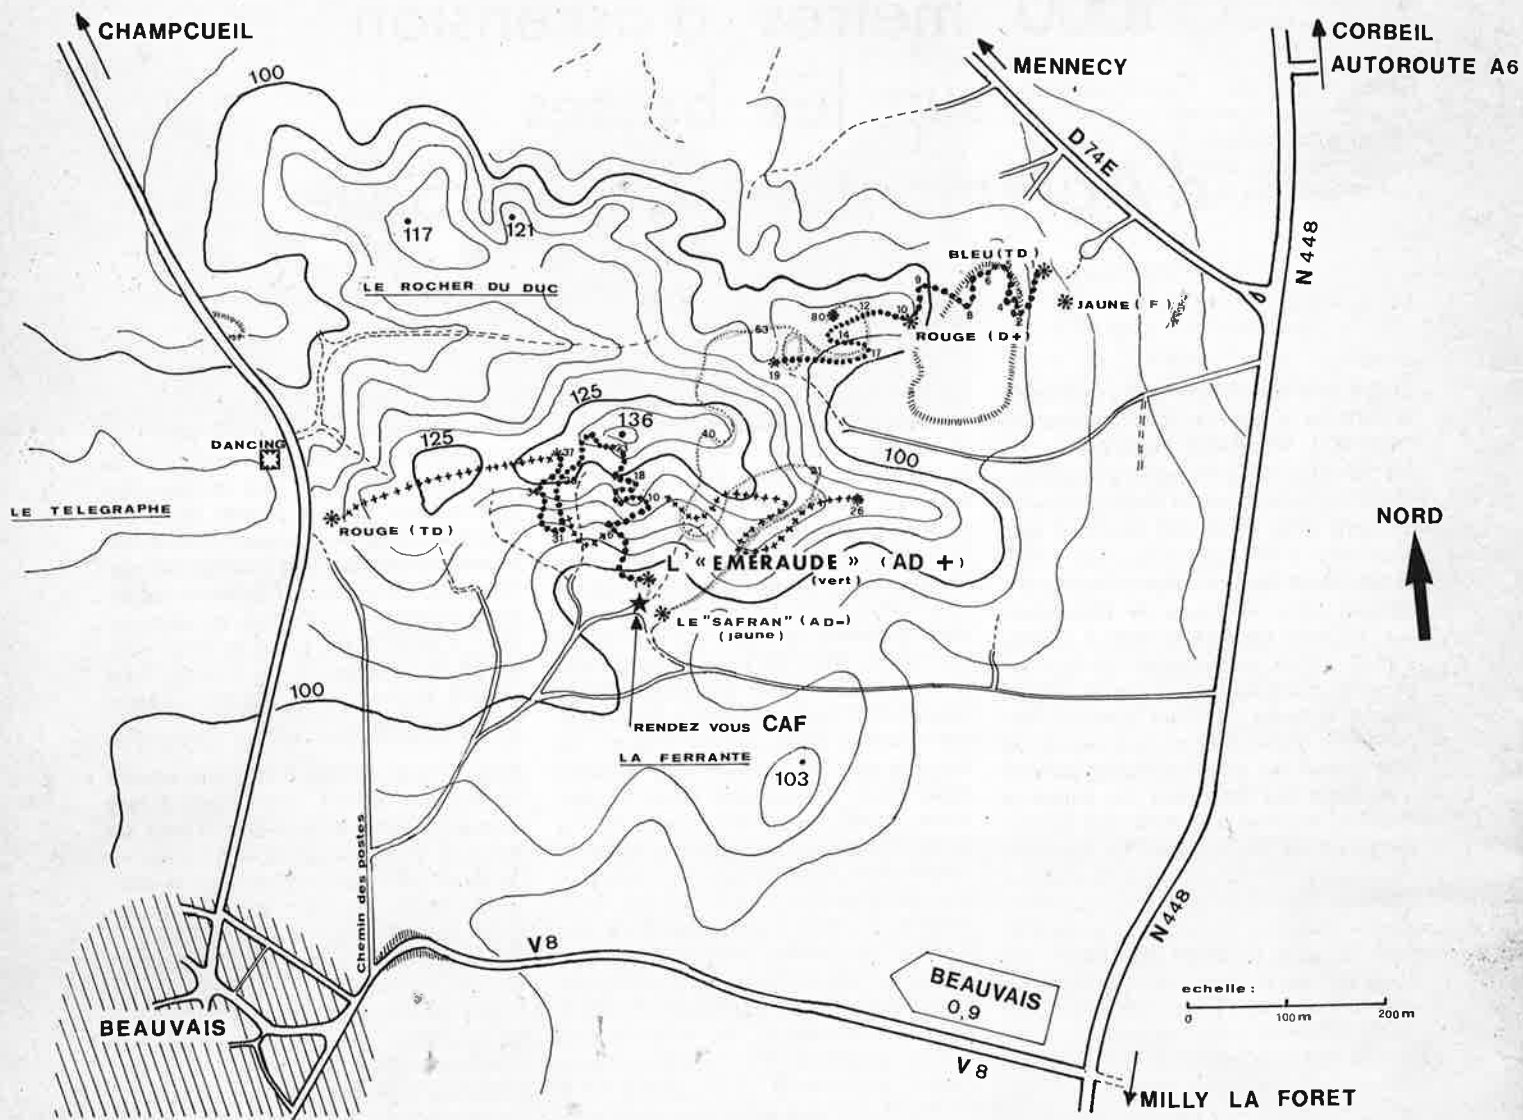 CHAMPCUEIL
CORBEIL
AUTOROUTE A6
MENNECY
100
D74E
N 448
117
121
LE ROCHER DU DUC
BLEU (TD)
9
6
8
4
2
JAUNE (F)
80
12
10
14
17
ROUGE (D+)
63
19
125
136
125
40
DANCING
100
37
18
21
10
26
31
6
1
LE TELEGRAPHE
ROUGE (TD)
NORD
L' « EMERAUDE » (AD +)
(vert)
LE "SAFRAN" (AD-)
(jaune)
100
RENDEZ VOUS CAF
LA FERRANTE
103
Chemin des postes
V8
N448
BEAUVAIS
0,9
echelle :
0 100m 200m
BEAUVAIS
V8
MILLY LA FORET